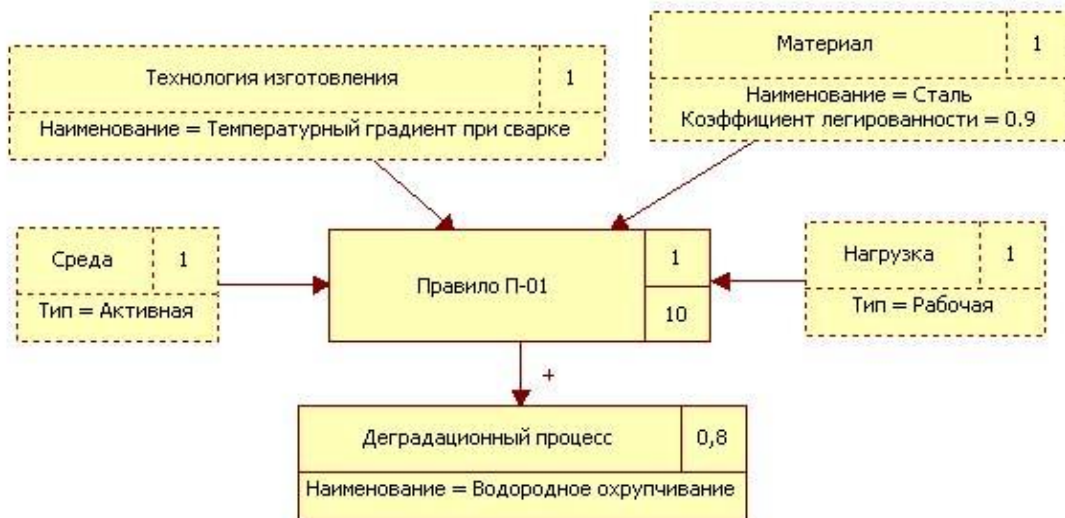 Технология изготовления 1
Наименование = Температурный градиент при сварке
Материал 1
Наименование = Сталь
Коэффициент легированности = 0.9
Среда 1
Тип = Активная
Правило П-01
1
10
Нагрузка 1
Тип = Рабочая
+
Деградационный процесс 0,8
Наименование = Водородное охрупчивание